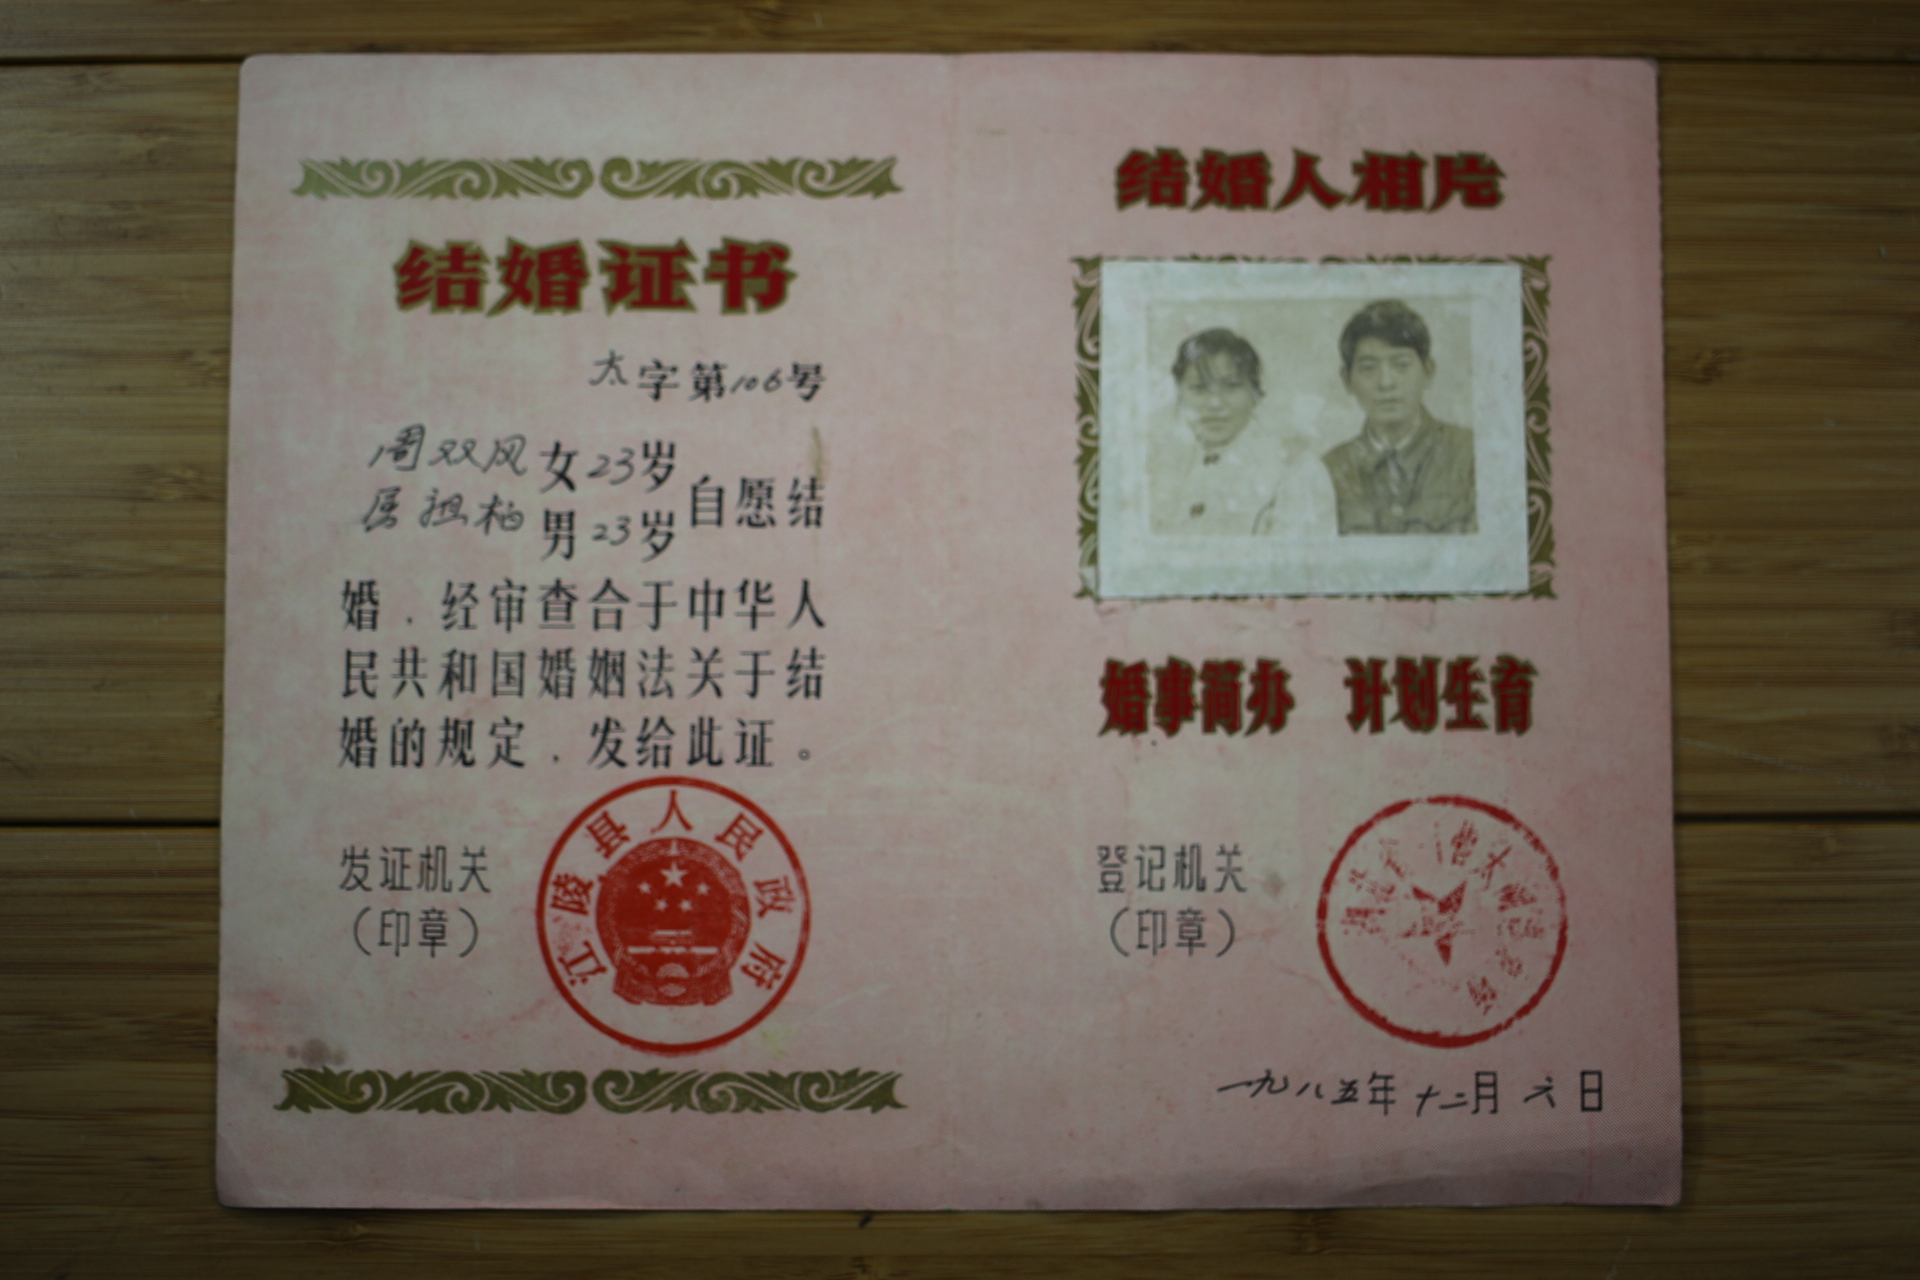 结婚证书
太字第106号
周双凤 女23岁
屈祖柏 男23岁
自愿结
婚，经审查合于中华人
民共和国婚姻法关于结
婚的规定，发给此证。
发证机关
（印章）
江陵县人民政府
结婚人相片
婚事简办 计划生育
登记机关
（印章）
一九八五年十二月六日